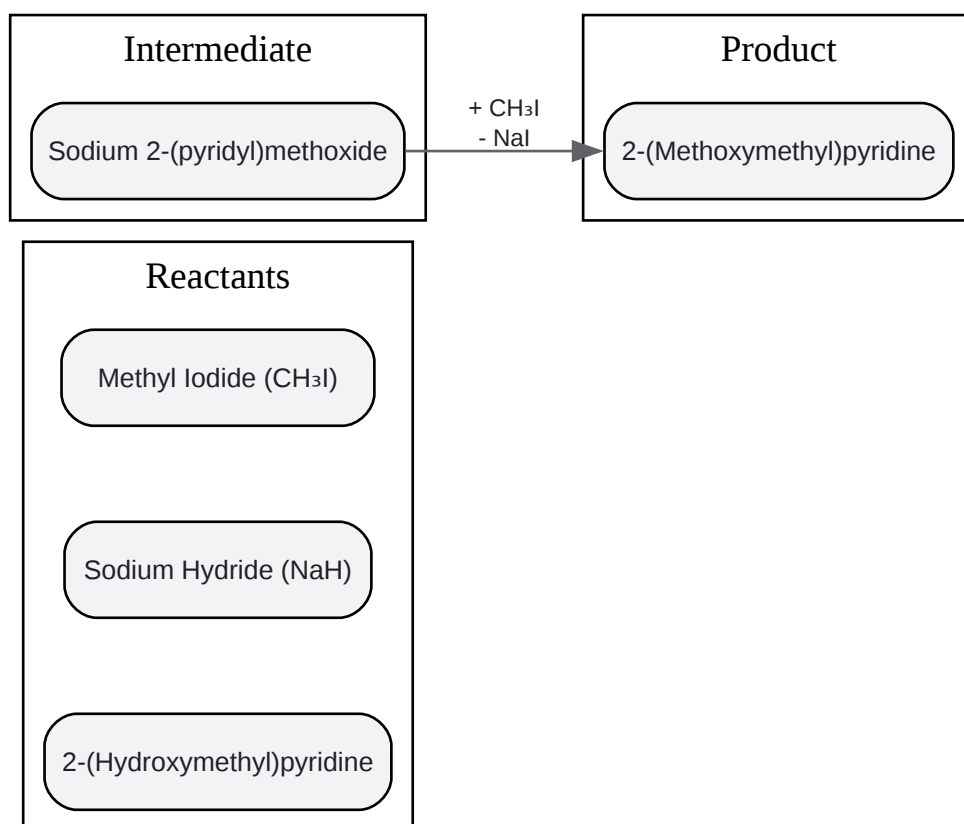 Intermediate
Product
Sodium 2-(pyridyl)methoxide
+ CH₃I
- NaI
2-(Methoxymethyl)pyridine
Reactants
Methyl Iodide (CH₃I)
Sodium Hydride (NaH)
2-(Hydroxymethyl)pyridine